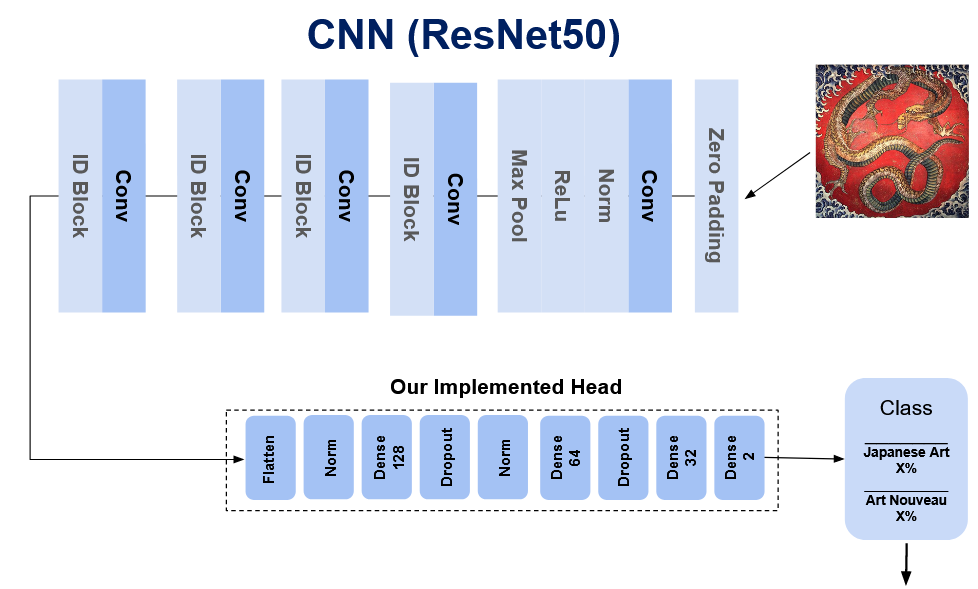 CNN (ResNet50)
ID Block
Conv
ID Block
Conv
ID Block
Conv
ID Block
Conv
Max Pool
ReLu
Norm
Conv
Zero Padding
Our Implemented Head
Flatten
Norm
Dense
128
Dropout
Norm
Dense
64
Dropout
Dense
32
Dense
2
Class
Japanese Art
X%
Art Nouveau
X%